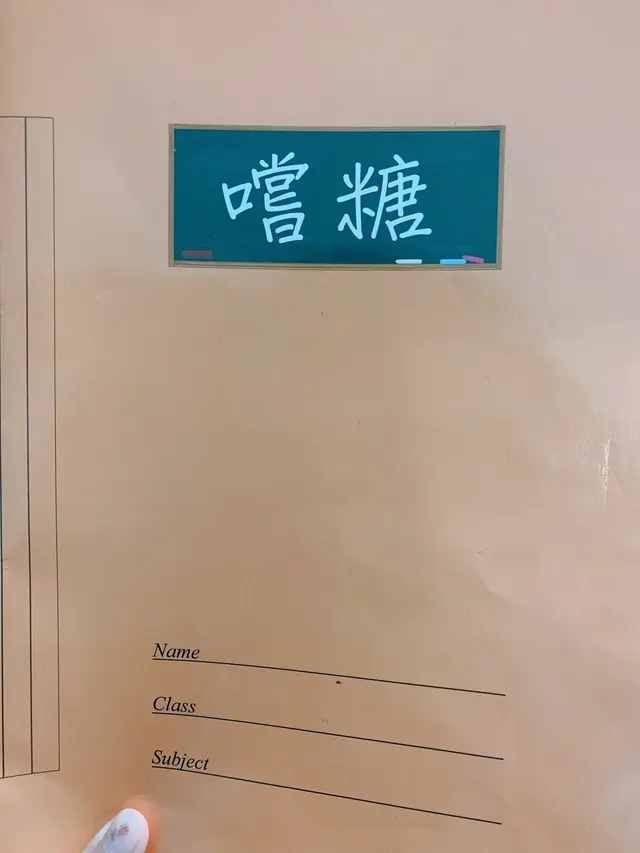 嚐糖
Name
Class
Subject